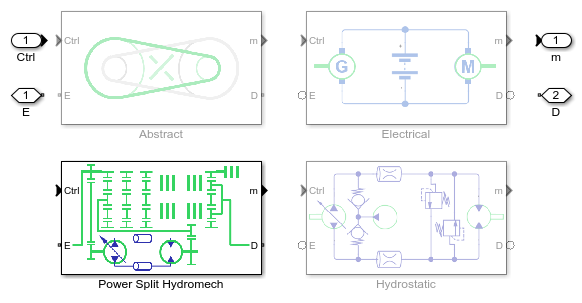 1
Ctrl
1
E
Ctrl
m
E
D
Abstract
Ctrl
m
G
M
+
-
E
D
Electrical
1
m
2
D
Ctrl
m
E
D
Power Split Hydromech
Ctrl
m
E
D
Hydrostatic